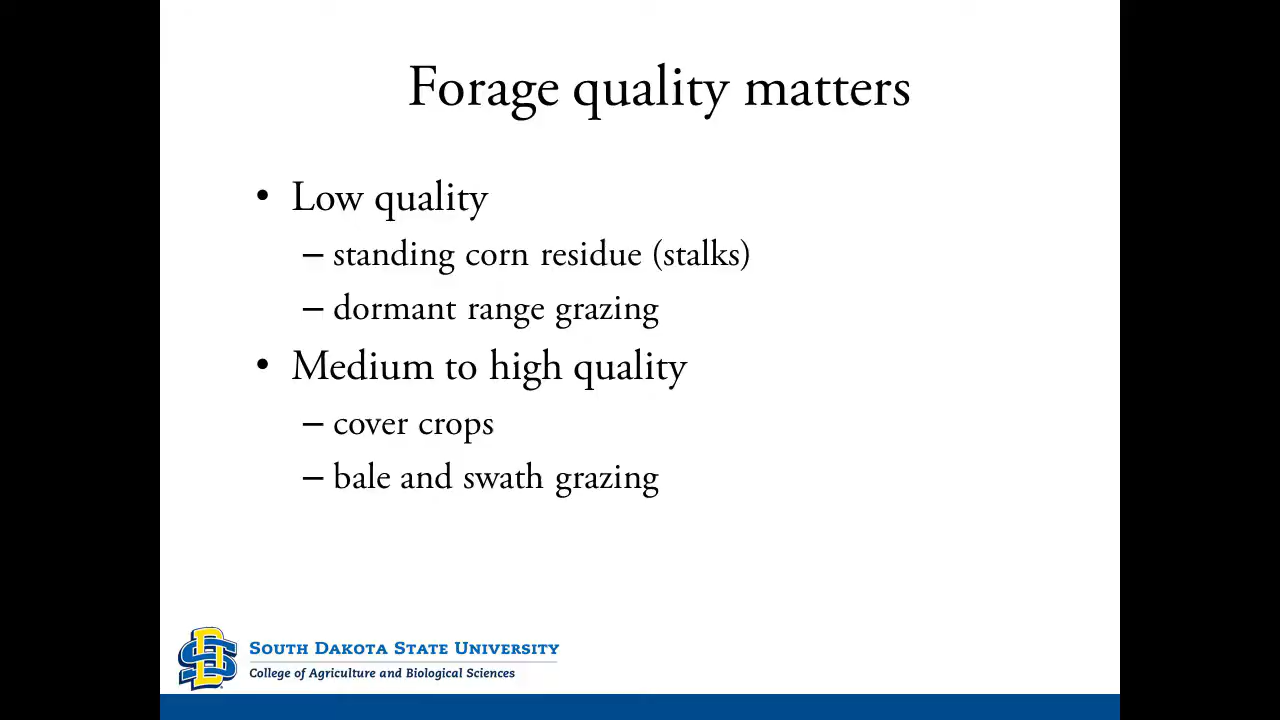 Forage quality matters
• Low quality
– standing corn residue (stalks)
– dormant range grazing
• Medium to high quality
– cover crops
– bale and swath grazing
South Dakota State University
College of Agriculture and Biological Sciences